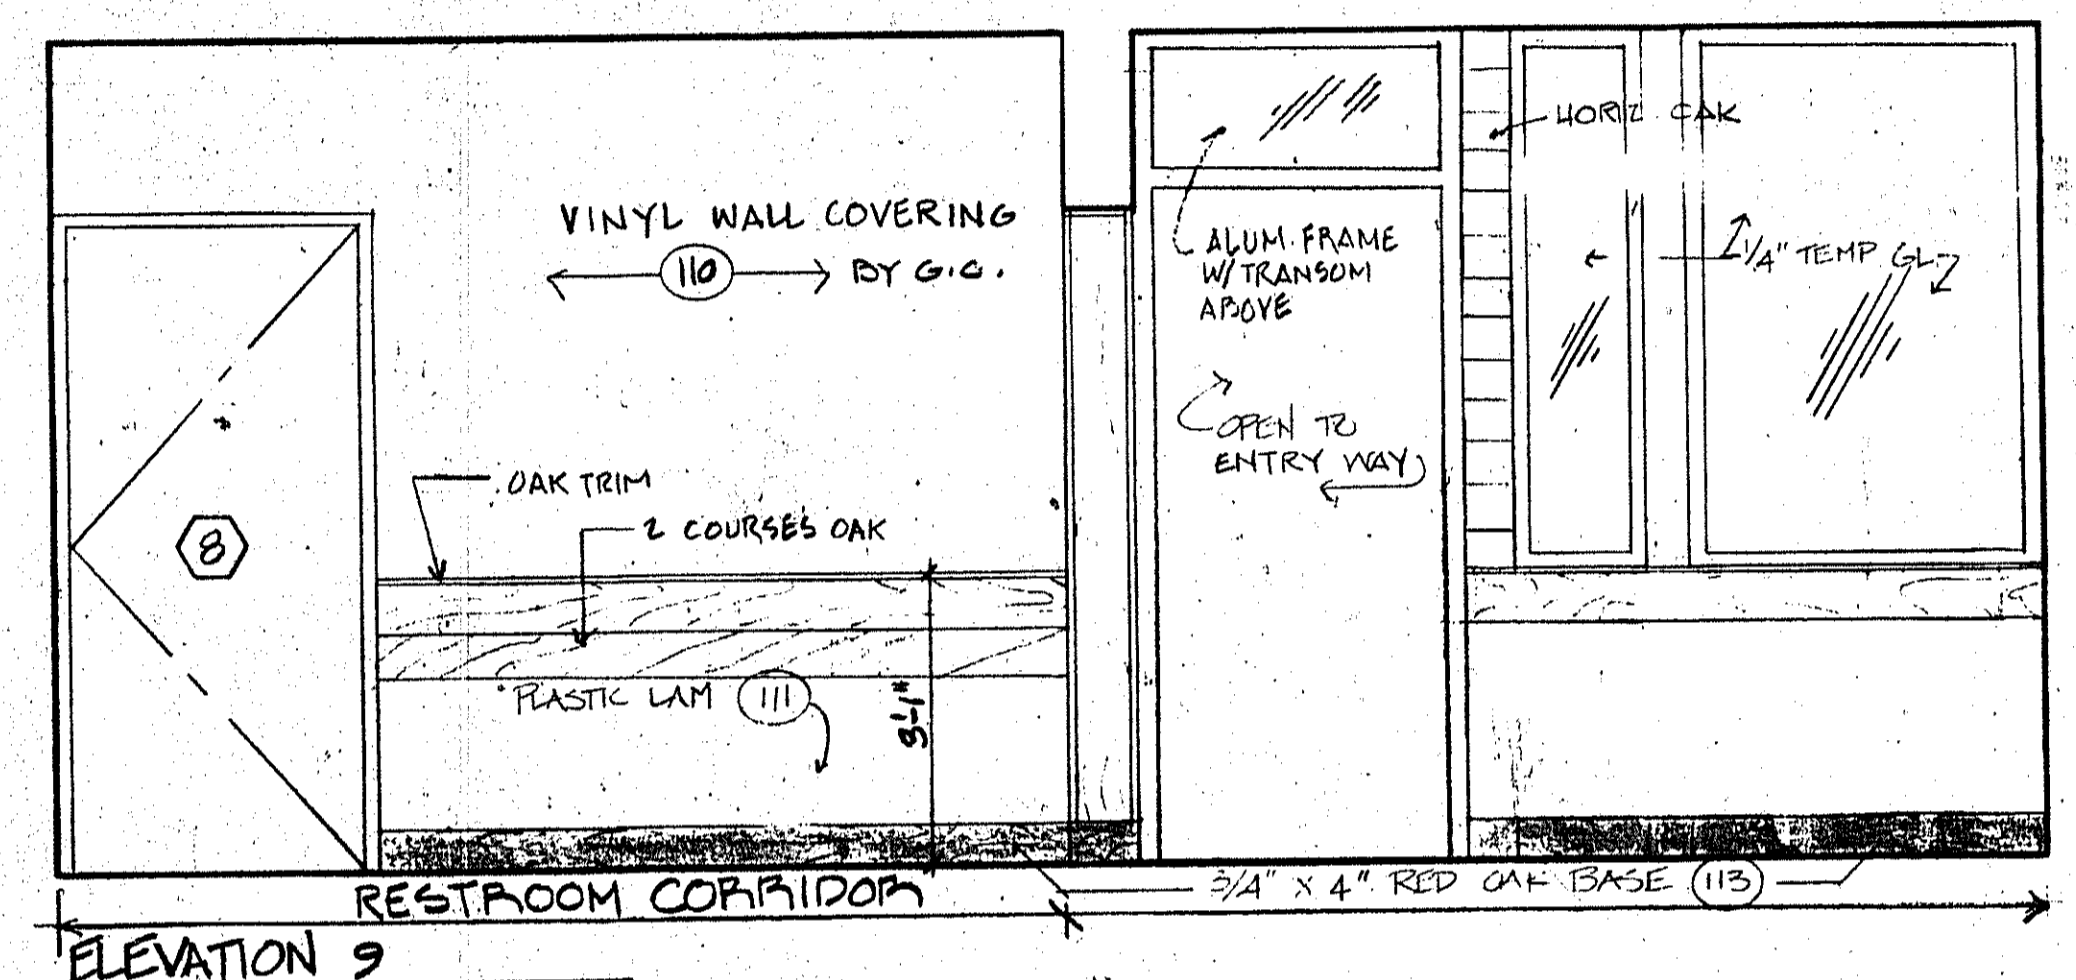 HORIZ. OAK
VINYL WALL COVERING
110 BY G.C.
ALUM. FRAME
W/ TRANSOM
ABOVE
1/4" TEMP GL.
OPEN TO
ENTRY WAY
OAK TRIM
2 COURSES OAK
8
PLASTIC LAM 111
3'-1"
3/4" X 4" RED OAK BASE 113
RESTROOM CORRIDOR
ELEVATION 9